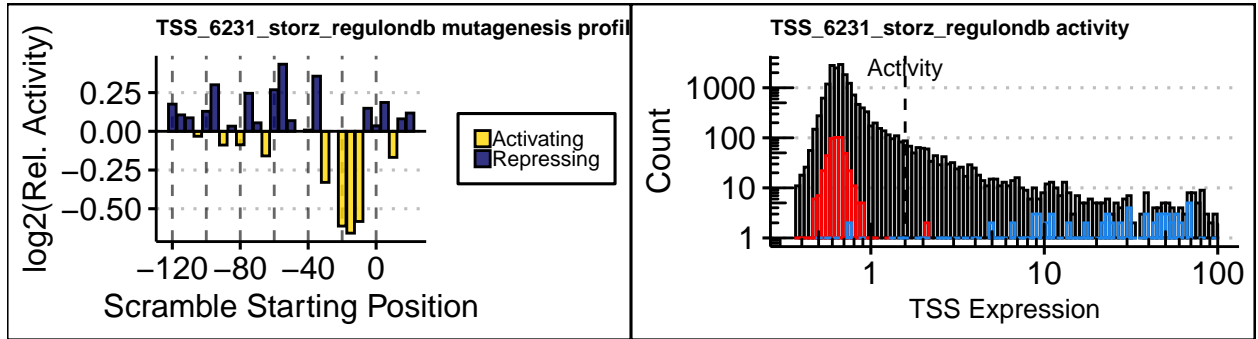 TSS_6231_storz_regulondb mutagenesis profil
log2(Rel. Activity)
0.25
0.00
−0.25
−0.50
−120 −80 −40 0
Scramble Starting Position
Activating
Repressing
TSS_6231_storz_regulondb activity
Activity
Count
1000
100
10
1
1 10 100
TSS Expression